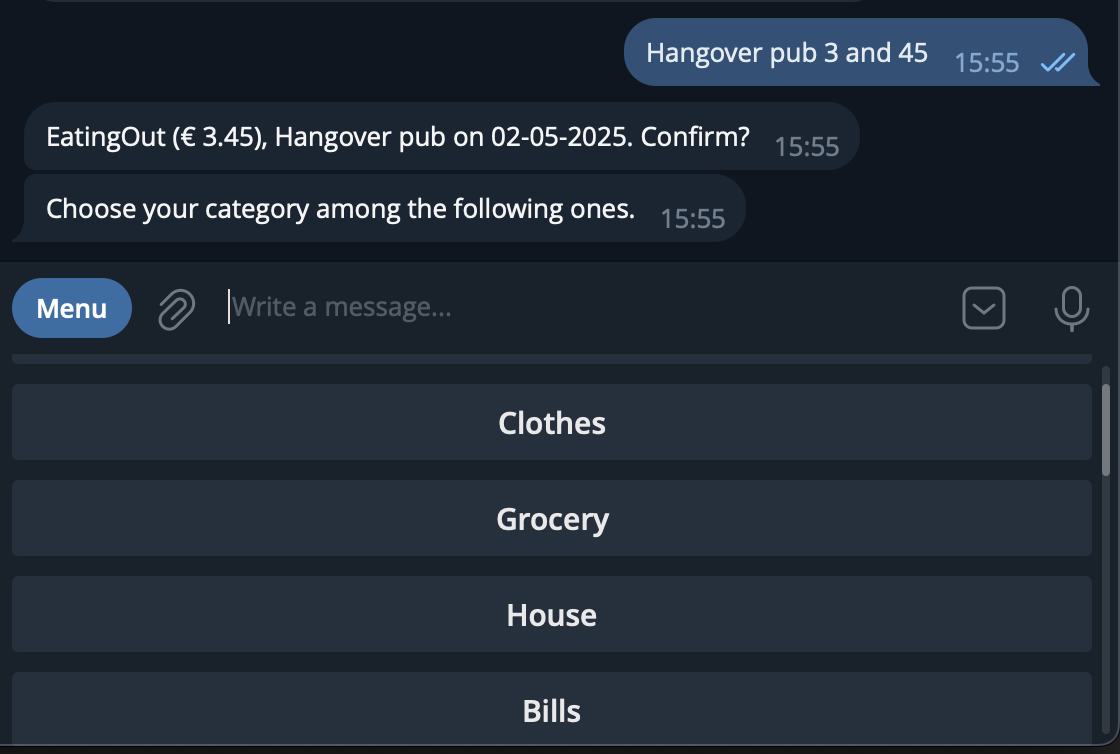 Hangover pub 3 and 45 15:55
EatingOut (€ 3.45), Hangover pub on 02-05-2025. Confirm? 15:55
Choose your category among the following ones. 15:55
Menu Write a message...
Clothes
Grocery
House
Bills